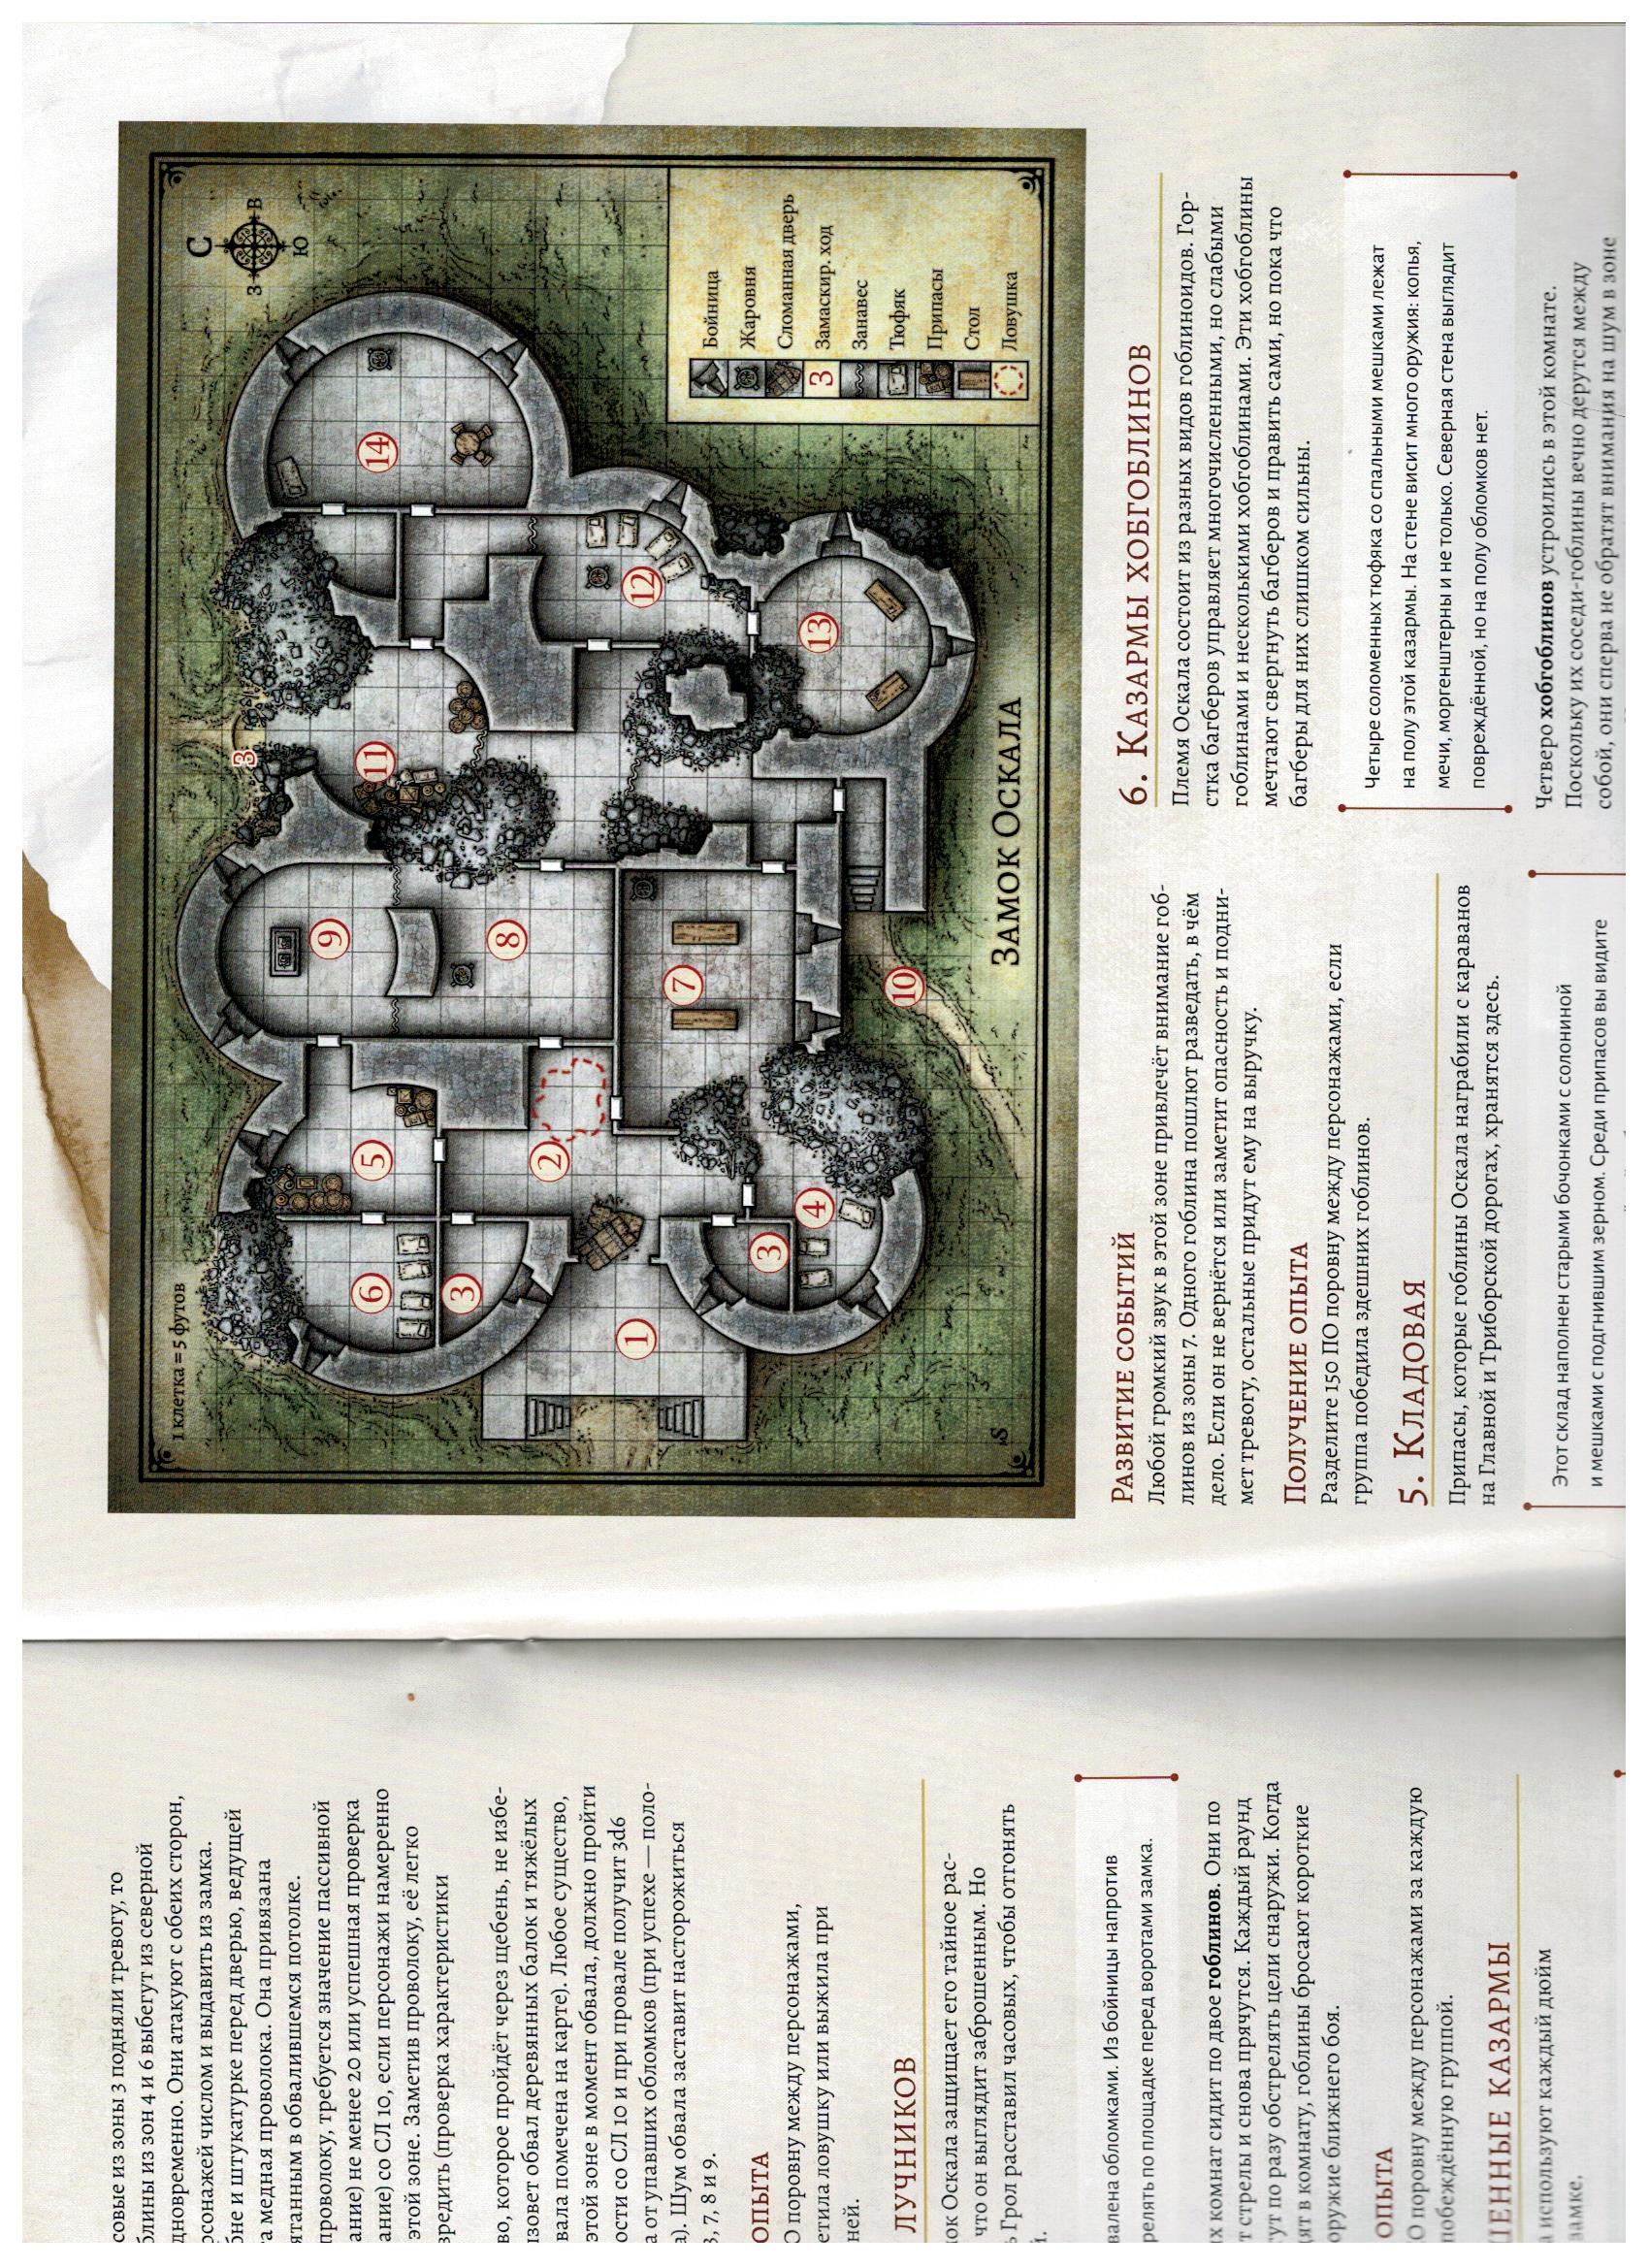 совые из зоны 3 подняли тревогу, то
блины из зон 4 и 6 выбегут из северной
дновременно. Они атакуют с обеих сторон,
рсонажей числом и выдавить из замка.
бне и штукатурке перед дверью, ведущей
а медная проволока. Она привязана
ятанным в обвалившемся потолке.
проволоку, требуется значение пассивной
ание) не менее 20 или успешная проверка
ание) со СЛ 10, если персонажи намеренно
этой зоне. Заметив проволоку, её легко
вредить (проверка характеристики
во, которое пройдёт через щебень, не избе-
ызовет обвал деревянных балок и тяжёлых
вала помечена на карте). Любое существо,
этой зоне в момент обвала, должно пройти
ости со СЛ 10 и при провале получит 3d6
а от упавших обломков (при успехе — поло-
а). Шум обвала заставит насторожиться
3, 7, 8 и 9.
ОПЫТА
О поровну между персонажами,
етила ловушку или выжила при
ней.
ЛУЧНИКОВ
ок Оскала защищает его тайное рас-
что он выглядит заброшенным. Но
ь Грол расставил часовых, чтобы отгонять
й.
валена обломками. Из бойницы напротив
релять по площадке перед воротами замка.
их комнат сидит по двое гоблинов. Они по
т стрелы и снова прячутся. Каждый раунд
гут по разу обстрелять цели снаружи. Когда
дят в комнату, гоблины бросают короткие
оружие ближнего боя.
ОПЫТА
О поровну между персонажами за каждую
побеждённую группой.
ЩЕННЫЕ КАЗАРМЫ
а используют каждый дюйм
замке.
1 клетка = 5 футов
С
З
В
Ю
З
1
2
3
3
4
5
6
7
8
9
10
11
12
13
14
Бойница
Жаровня
Сломанная дверь
З Замаскир. ход
Занавес
Тюфяк
Припасы
Стол
Ловушка
ЗАМОК ОСКАЛА
РАЗВИТИЕ СОБЫТИЙ
Любой громкий звук в этой зоне привлечёт внимание гоб-
линов из зоны 7. Одного гоблина пошлют разведать, в чём
дело. Если он не вернётся или заметит опасность и подни-
мет тревогу, остальные придут ему на выручку.
ПОЛУЧЕНИЕ ОПЫТА
Разделите 150 ПО поровну между персонажами, если
группа победила здешних гоблинов.
5. КЛАДОВАЯ
Припасы, которые гоблины Оскала награбили с караванов
на Главной и Триборской дорогах, хранятся здесь.
Этот склад наполнен старыми бочонками с солониной
и мешками с подгнившим зерном. Среди припасов вы видите
6. КАЗАРМЫ ХОБГОБЛИНОВ
Племя Оскала состоит из разных видов гоблиноидов. Гор-
стка багберов управляет многочисленными, но слабыми
гоблинами и несколькими хобгоблинами. Эти хобгоблины
мечтают свергнуть багберов и править сами, но пока что
багберы для них слишком сильны.
Четыре соломенных тюфяка со спальными мешками лежат
на полу этой казармы. На стене висит много оружия: копья,
мечи, моргенштерны и не только. Северная стена выглядит
повреждённой, но на полу обломков нет.
Четверо хобгоблинов устроились в этой комнате.
Поскольку их соседи-гоблины вечно дерутся между
собой, они сперва не обратят внимания на шум в зоне